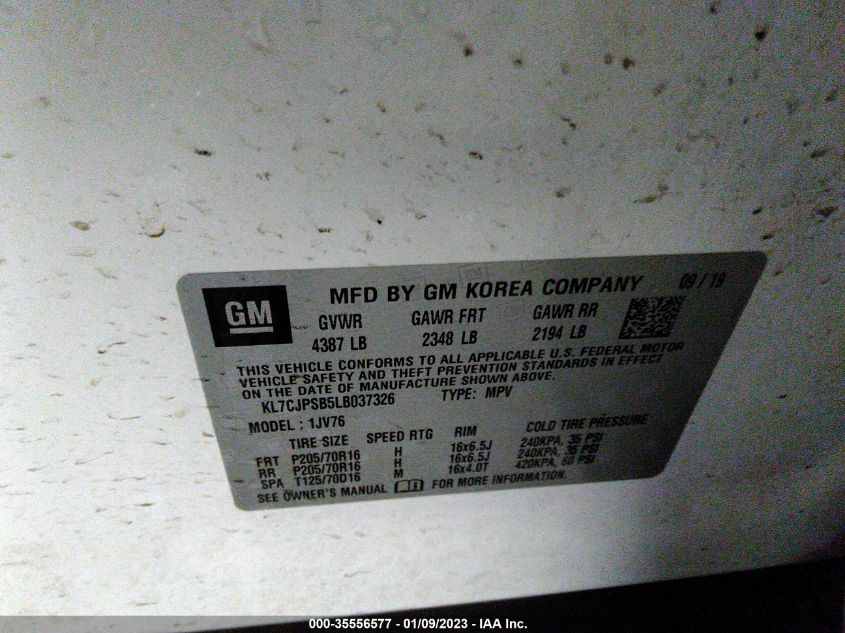 GM
MFD BY GM KOREA COMPANY 09/19
GVWR GAWR FRT GAWR RR
4387 LB 2348 LB 2194 LB
THIS VEHICLE CONFORMS TO ALL APPLICABLE U.S. FEDERAL MOTOR
VEHICLE SAFETY AND THEFT PREVENTION STANDARDS IN EFFECT
ON THE DATE OF MANUFACTURE SHOWN ABOVE.
KL7CJPSB5LB037326 TYPE: MPV
MODEL : 1JV76
TIRE SIZE SPEED RTG RIM COLD TIRE PRESSURE
FRT P205/70R16 H 16x6.5J 240KPA, 35 PSI
RR P205/70R16 H 16x6.5J 240KPA, 35 PSI
SPA T125/70D16 M 16x4.0T 420KPA, 60 PSI
SEE OWNER'S MANUAL FOR MORE INFORMATION.
000-35556577 - 01/09/2023 - IAA Inc.